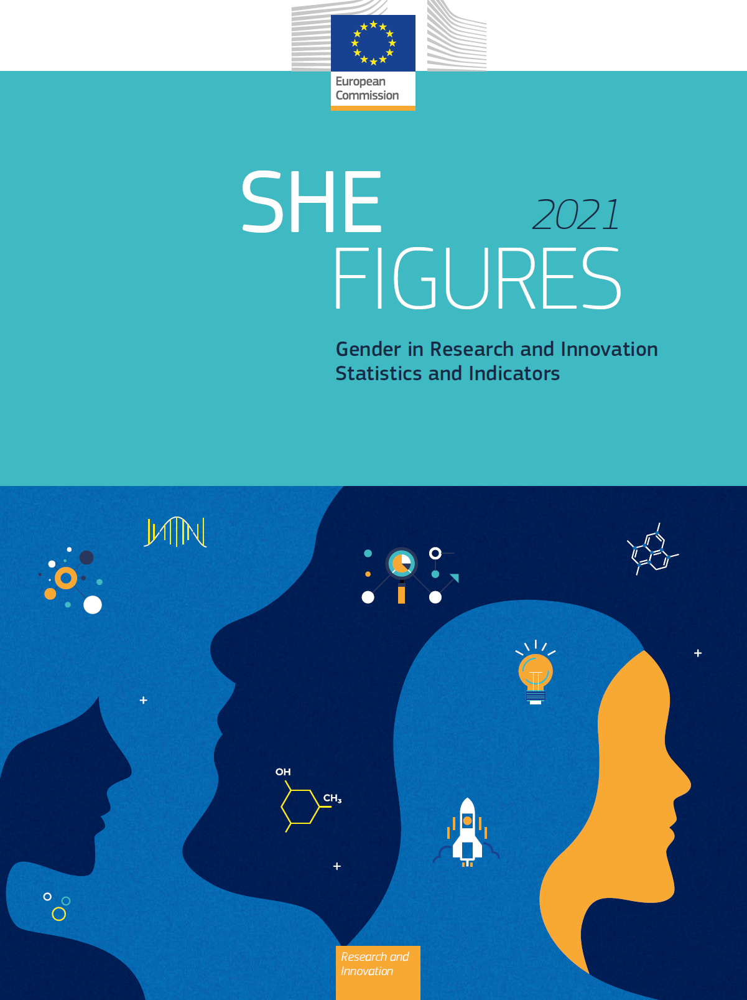 European
Commission
SHE
2021
FIGURES
Gender in Research and Innovation
Statistics and Indicators
OH
CH₃
Research and
Innovation